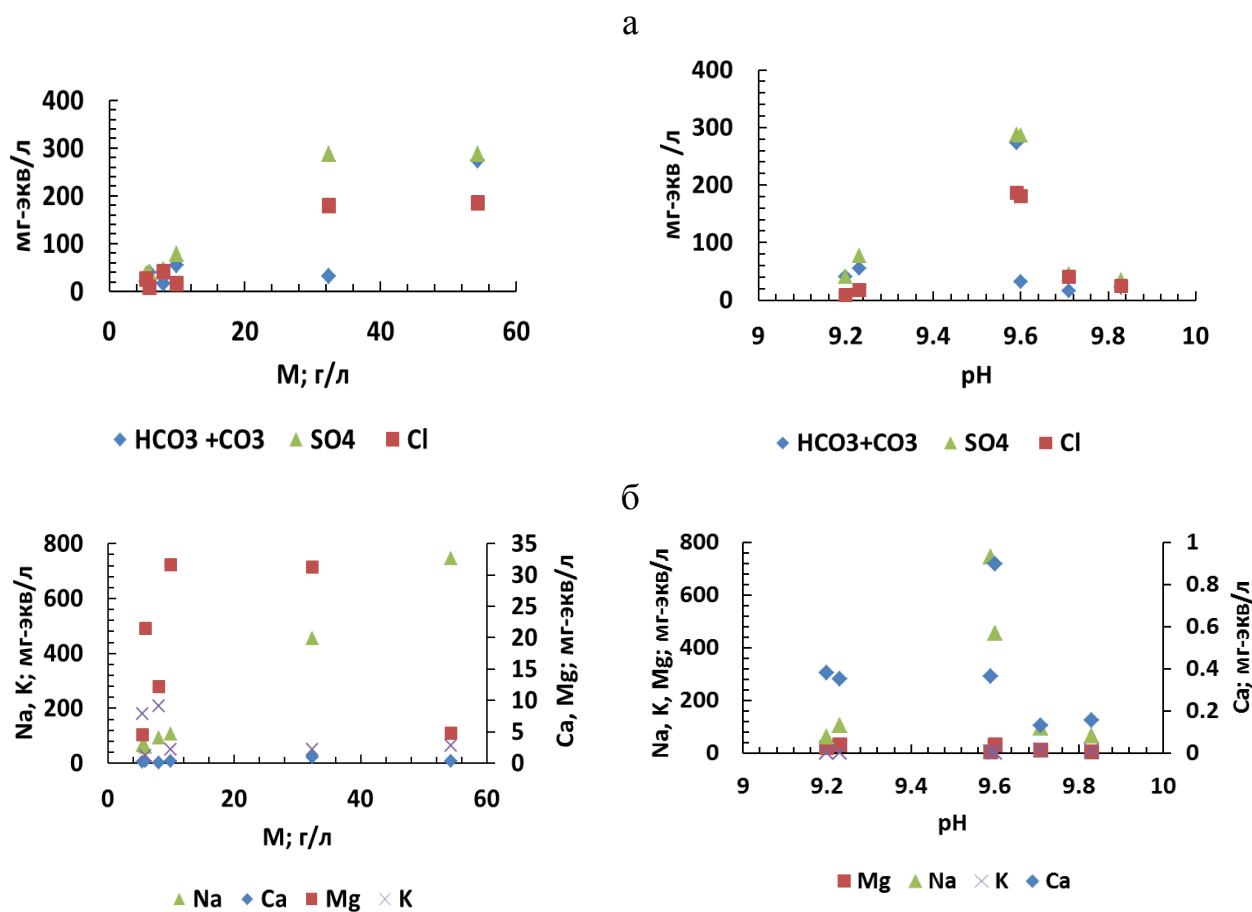 а
мг-экв/л
400
300
200
100
0
0 20 40 60
М; г/л
HCO3 +CO3 SO4 Cl
мг-экв /л
400
300
200
100
0
9 9.2 9.4 9.6 9.8 10
pH
HCO3+CO3 SO4 Cl
б
Na, K; мг-экв/л
800
600
400
200
0
35
30
25
20
15
10
5
0
Ca, Mg; мг-экв/л
0 20 40 60
М; г/л
Na Ca Mg K
Na, K, Mg; мг-экв/л
800
600
400
200
0
1
0.8
0.6
0.4
0.2
0
Ca; мг-экв/л
9 9.2 9.4 9.6 9.8 10
pH
Mg Na K Ca